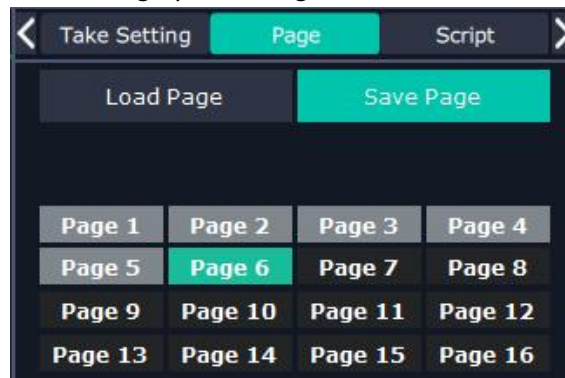 Take Setting Page Script
Load Page Save Page
Page 1 Page 2 Page 3 Page 4
Page 5 Page 6 Page 7 Page 8
Page 9 Page 10 Page 11 Page 12
Page 13 Page 14 Page 15 Page 16